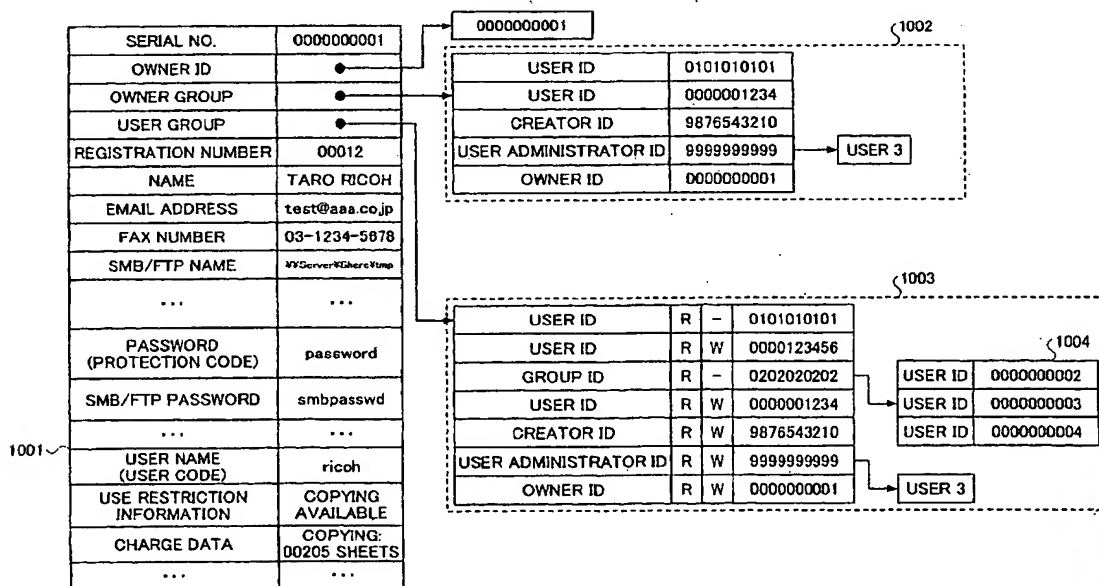 SERIAL NO. 0000000001
OWNER ID
OWNER GROUP
USER GROUP
REGISTRATION NUMBER 00012
NAME TARO RICOH
EMAIL ADDRESS test@aaa.co.jp
FAX NUMBER 03-1234-5678
SMB/FTP NAME ¥¥Server¥Share¥tmp
... ...
PASSWORD
(PROTECTION CODE) password
SMB/FTP PASSWORD smbpasswd
... ...
1001
USER NAME
(USER CODE) ricoh
USE RESTRICTION
INFORMATION COPYING
AVAILABLE
CHARGE DATA COPYING:
00205 SHEETS
... ...
0000000001
1002
USER ID 0101010101
USER ID 0000001234
CREATOR ID 9876543210
USER ADMINISTRATOR ID 9999999999 USER 3
OWNER ID 0000000001
1003
USER ID R - 0101010101
USER ID R W 0000123456
GROUP ID R - 0202020202
USER ID R W 0000001234
CREATOR ID R W 9876543210
USER ADMINISTRATOR ID R W 9999999999
OWNER ID R W 0000000001
1004
USER ID 0000000002
USER ID 0000000003
USER ID 0000000004
USER 3